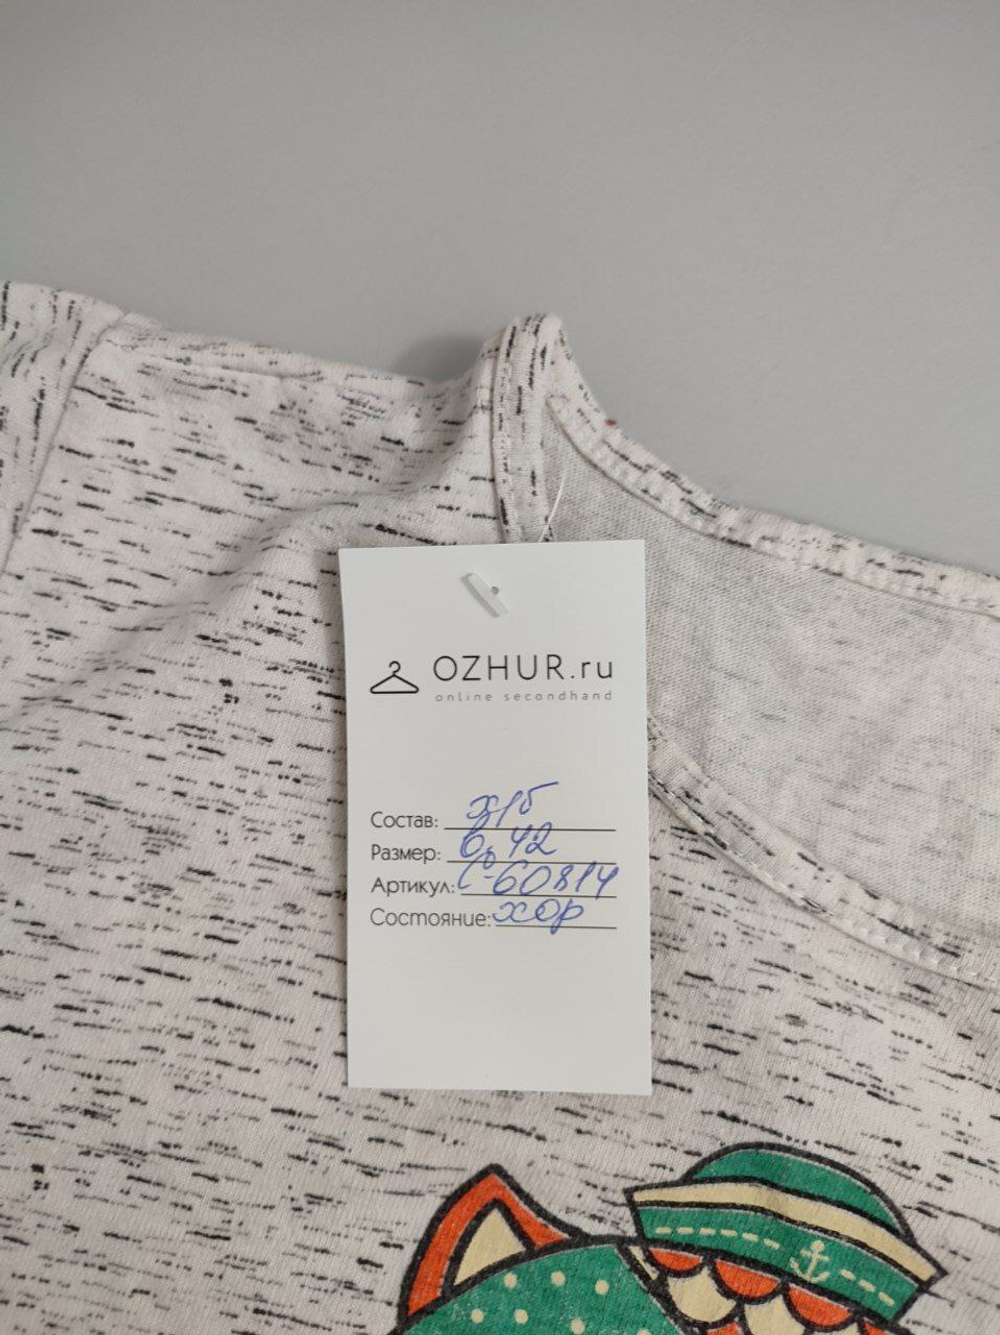 OZHUR.ru
online secondhand
Состав: х/б
Размер: 42
Артикул: С-60814
Состояние: хор